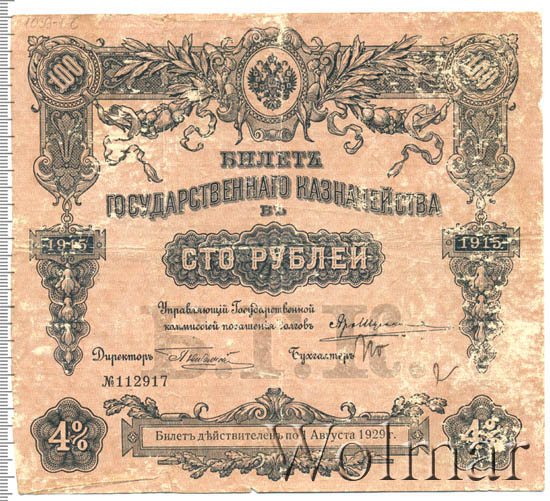 100 100
БИЛЕТЪ
ГОСУДАРСТВЕННАГО КАЗНАЧЕЙСТВА
ВЪ
1915 1915
СТО РУБЛЕЙ
Управляющій Государственной
коммиссіей погашенія долговъ
Директоръ Бухгалтеръ
№112917
4% 4%
Билетъ дѣйствителенъ по 1 Августа 1929 г.
Wolmar